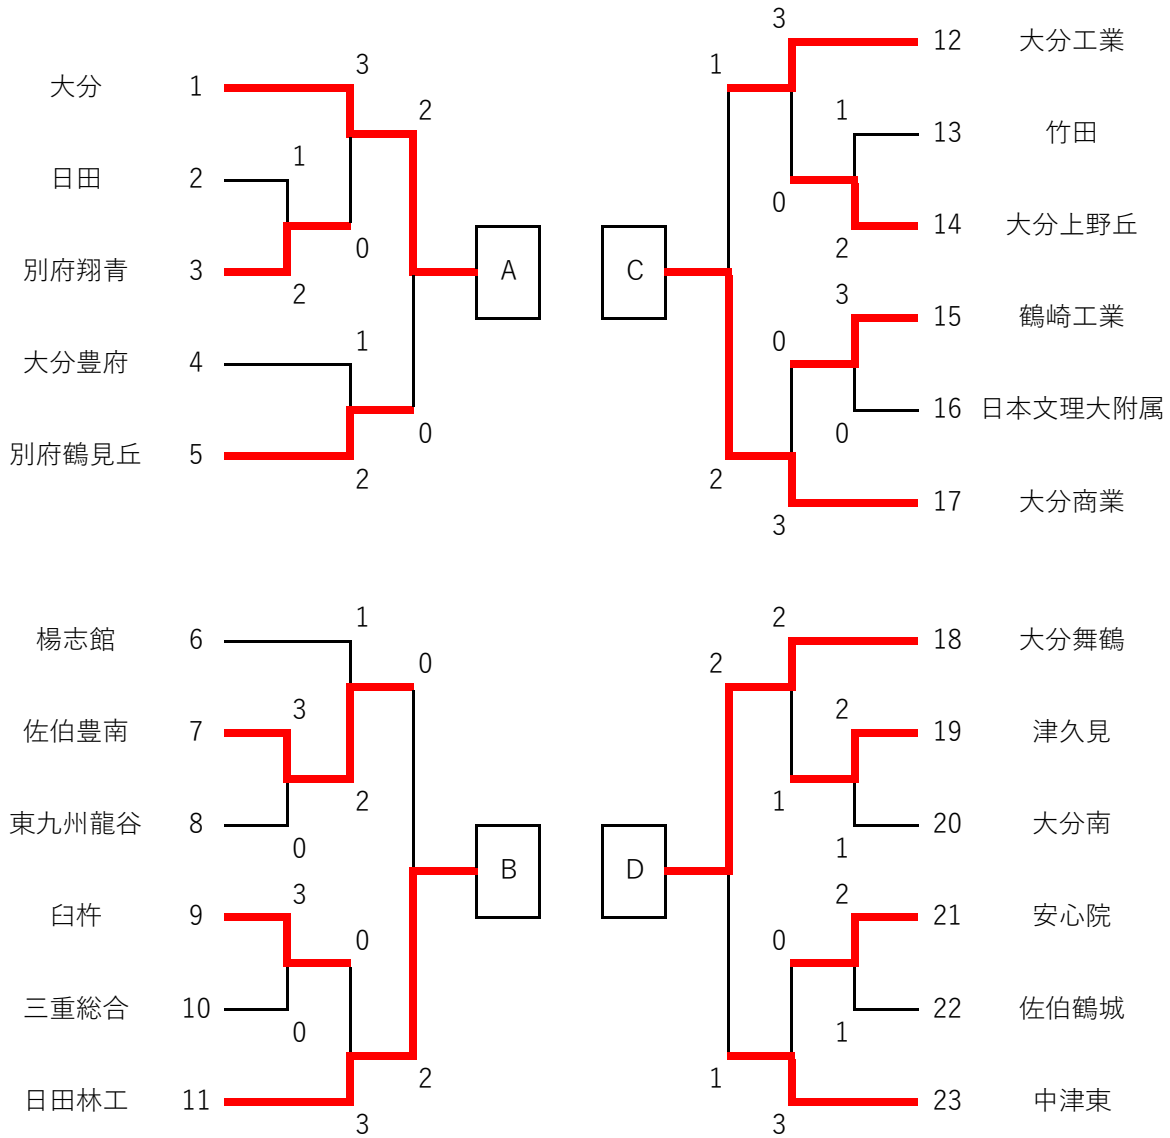 3
12 大分工業
1
大分 1
3
2
1
13 竹田
1
日田 2
0
14 大分上野丘
0
2
別府翔青 3
A
C
2
3
15 鶴崎工業
1
0
大分豊府 4
16 日本文理大附属
0
0
別府鶴見丘 5
2
2
17 大分商業
3
1
2
楊志館 6
18 大分舞鶴
0
2
3
2
佐伯豊南 7
19 津久見
2
1
東九州龍谷 8
20 大分南
0
1
B
D
3
2
臼杵 9
21 安心院
0
0
三重総合 10
22 佐伯鶴城
0
1
2
1
日田林工 11
23 中津東
3
3